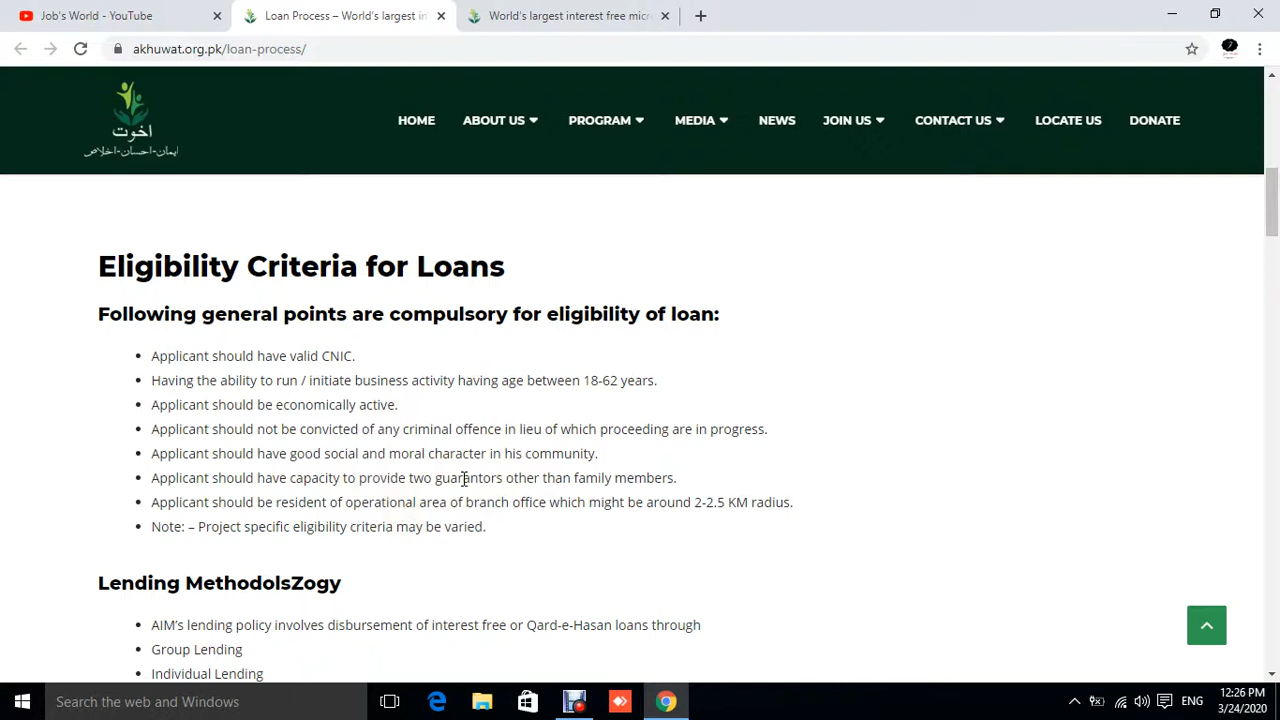 Job's World - YouTube
Loan Process – World's largest in
World's largest interest free micr
akhuwat.org.pk/loan-process/
اخوت
ایمان-احسان-اخلاص
HOME ABOUT US PROGRAM MEDIA NEWS JOIN US CONTACT US LOCATE US DONATE
Eligibility Criteria for Loans
Following general points are compulsory for eligibility of loan:
• Applicant should have valid CNIC.
• Having the ability to run / initiate business activity having age between 18-62 years.
• Applicant should be economically active.
• Applicant should not be convicted of any criminal offence in lieu of which proceeding are in progress.
• Applicant should have good social and moral character in his community.
• Applicant should have capacity to provide two guarantors other than family members.
• Applicant should be resident of operational area of branch office which might be around 2-2.5 KM radius.
• Note: – Project specific eligibility criteria may be varied.
Lending MethodolsZogy
• AIM's lending policy involves disbursement of interest free or Qard-e-Hasan loans through
• Group Lending
• Individual Lending
Search the web and Windows
ENG
12:26 PM
3/24/2020